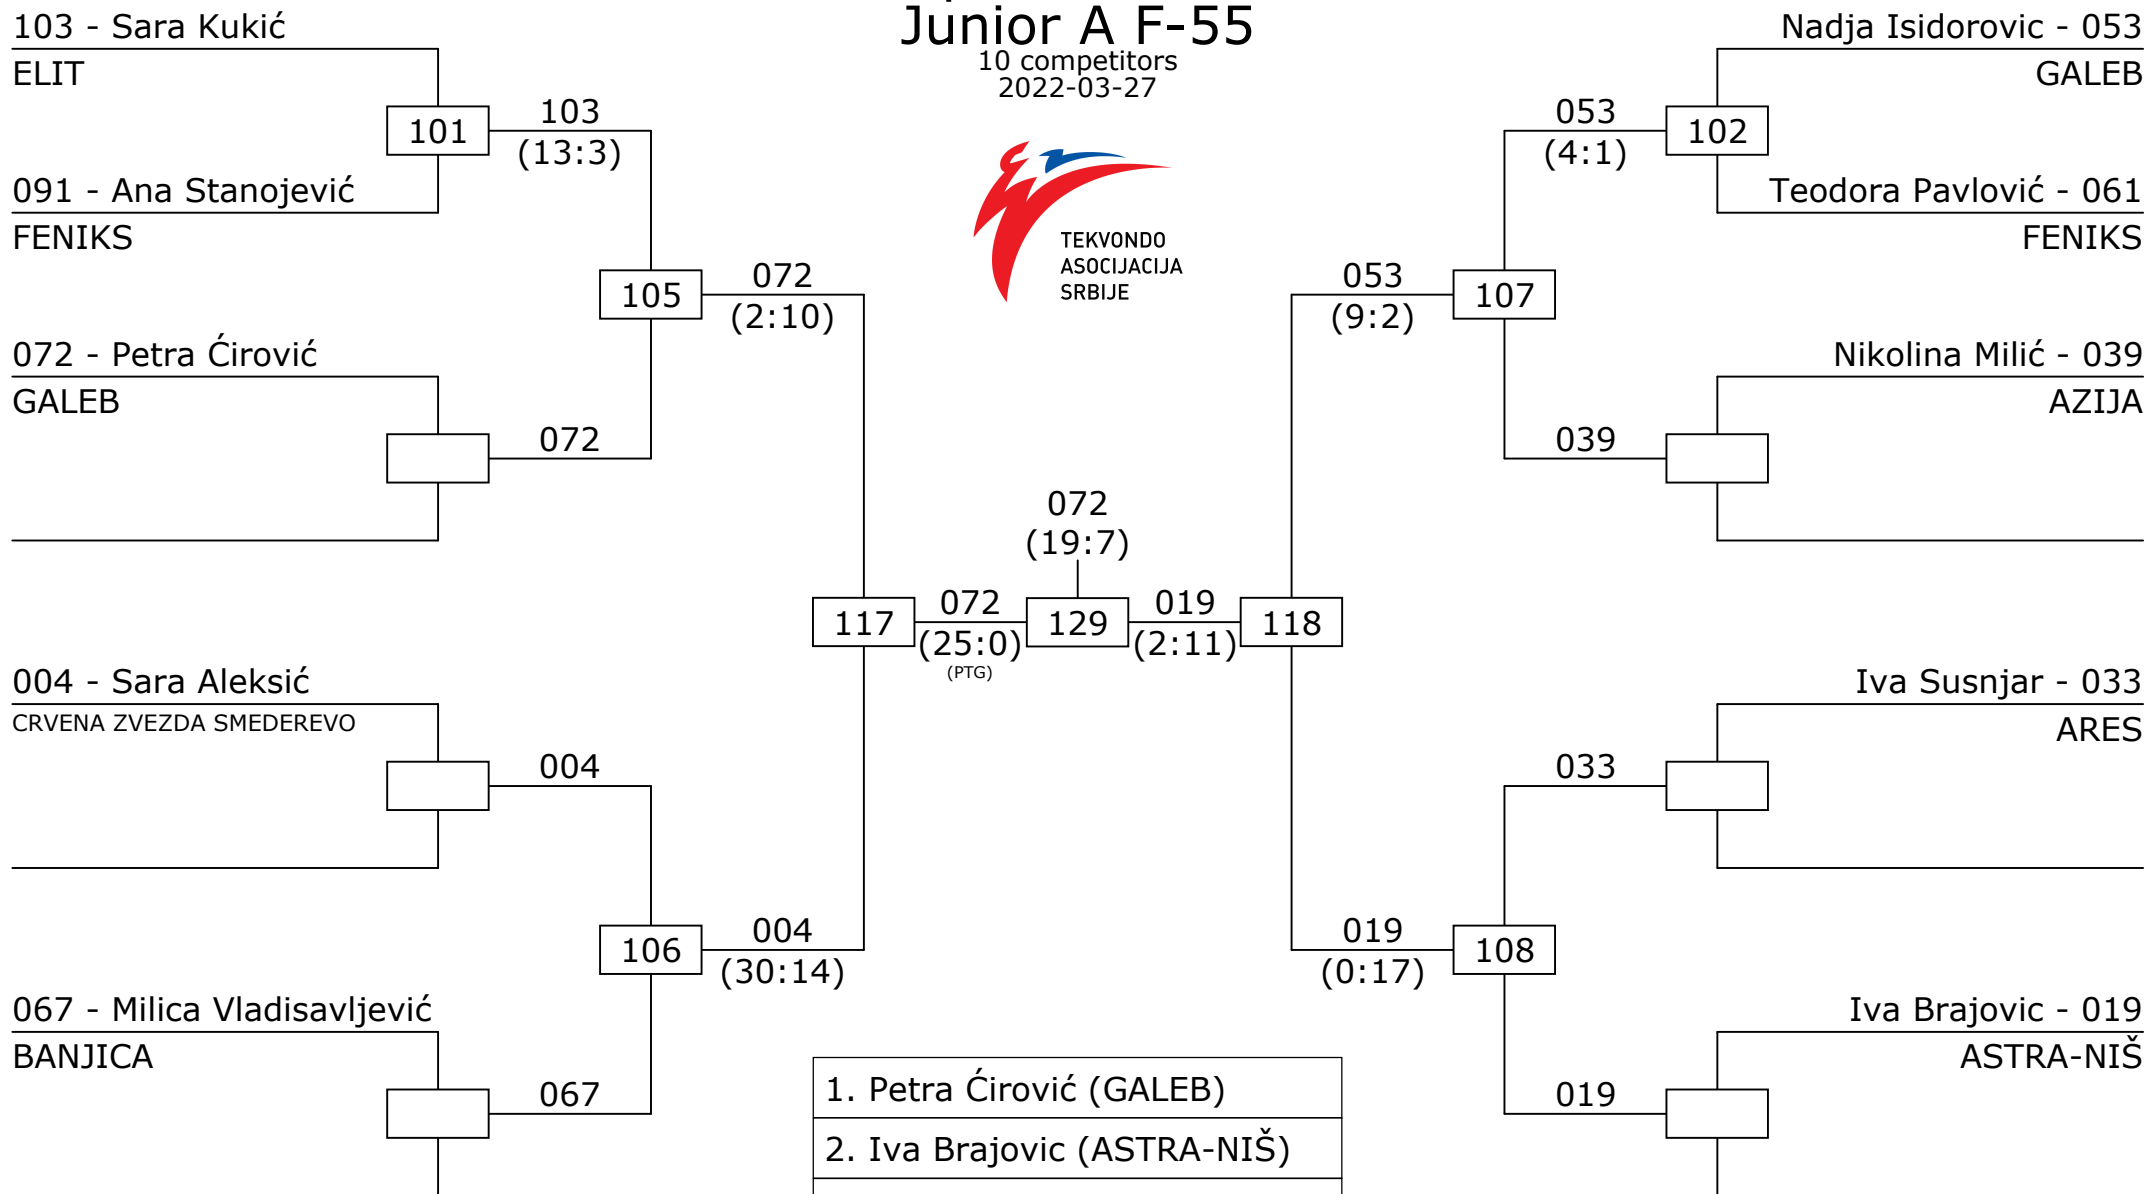 Junior A F-55
10 competitors
2022-03-27
TEKVONDO
ASOCIJACIJA
SRBIJE
103 - Sara Kukić
ELIT
101
103
(13:3)
091 - Ana Stanojević
FENIKS
105
072
(2:10)
072 - Petra Ćirović
GALEB
072
004 - Sara Aleksić
CRVENA ZVEZDA SMEDEREVO
004
106
004
(30:14)
067 - Milica Vladisavljević
BANJICA
067
117
072
(25:0)
(PTG)
072
(19:7)
129
019
(2:11)
118
Nadja Isidorovic - 053
GALEB
053
(4:1)
102
Teodora Pavlović - 061
FENIKS
053
(9:2)
107
Nikolina Milić - 039
AZIJA
039
Iva Susnjar - 033
ARES
033
019
(0:17)
108
Iva Brajovic - 019
ASTRA-NIŠ
019
1. Petra Ćirović (GALEB)
2. Iva Brajovic (ASTRA-NIŠ)